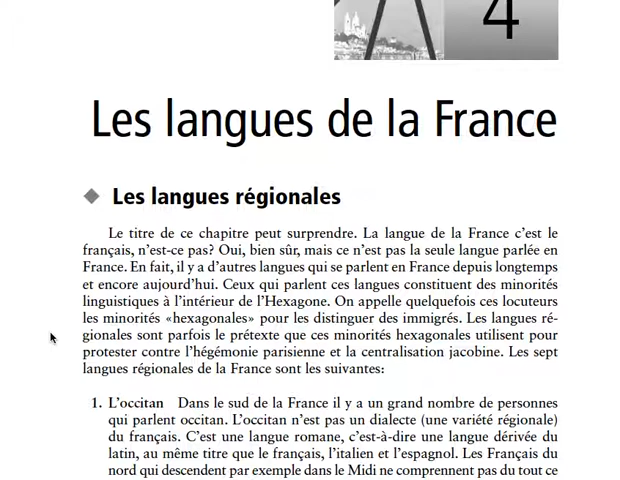 4
Les langues de la France
Les langues régionales
Le titre de ce chapitre peut surprendre. La langue de la France c'est le
français, n'est-ce pas? Oui, bien sûr, mais ce n'est pas la seule langue parlée en
France. En fait, il y a d'autres langues qui se parlent en France depuis longtemps
et encore aujourd'hui. Ceux qui parlent ces langues constituent des minorités
linguistiques à l'intérieur de l'Hexagone. On appelle quelquefois ces locuteurs
les minorités «hexagonales» pour les distinguer des immigrés. Les langues ré-
gionales sont parfois le prétexte que ces minorités hexagonales utilisent pour
protester contre l'hégémonie parisienne et la centralisation jacobine. Les sept
langues régionales de la France sont les suivantes:
1. L'occitan Dans le sud de la France il y a un grand nombre de personnes
qui parlent occitan. L'occitan n'est pas un dialecte (une variété régionale)
du français. C'est une langue romane, c'est-à-dire une langue dérivée du
latin, au même titre que le français, l'italien et l'espagnol. Les Français du
nord qui descendent par exemple dans le Midi ne comprennent pas du tout ce